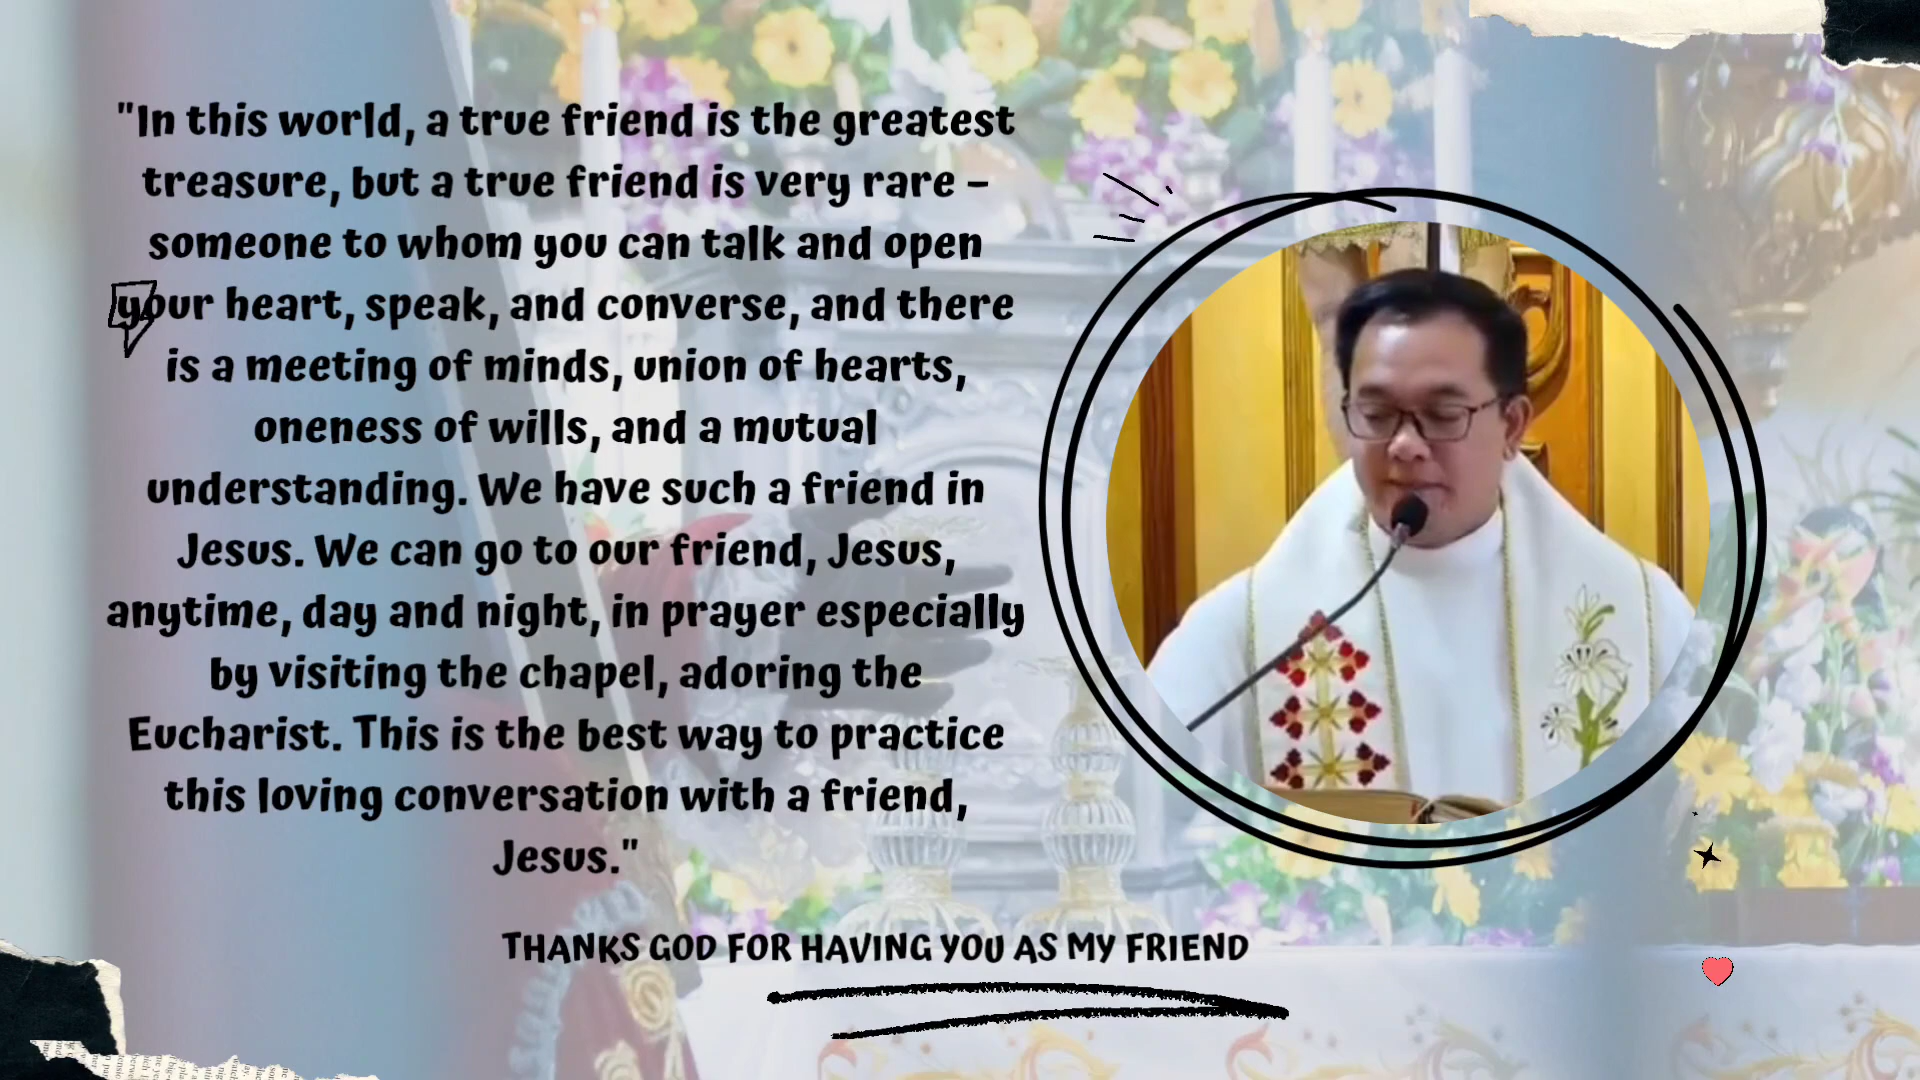 "In this world, a true friend is the greatest
treasure, but a true friend is very rare –
someone to whom you can talk and open
your heart, speak, and converse, and there
is a meeting of minds, union of hearts,
oneness of wills, and a mutual
understanding. We have such a friend in
Jesus. We can go to our friend, Jesus,
anytime, day and night, in prayer especially
by visiting the chapel, adoring the
Eucharist. This is the best way to practice
this loving conversation with a friend,
Jesus."
THANKS GOD FOR HAVING YOU AS MY FRIEND